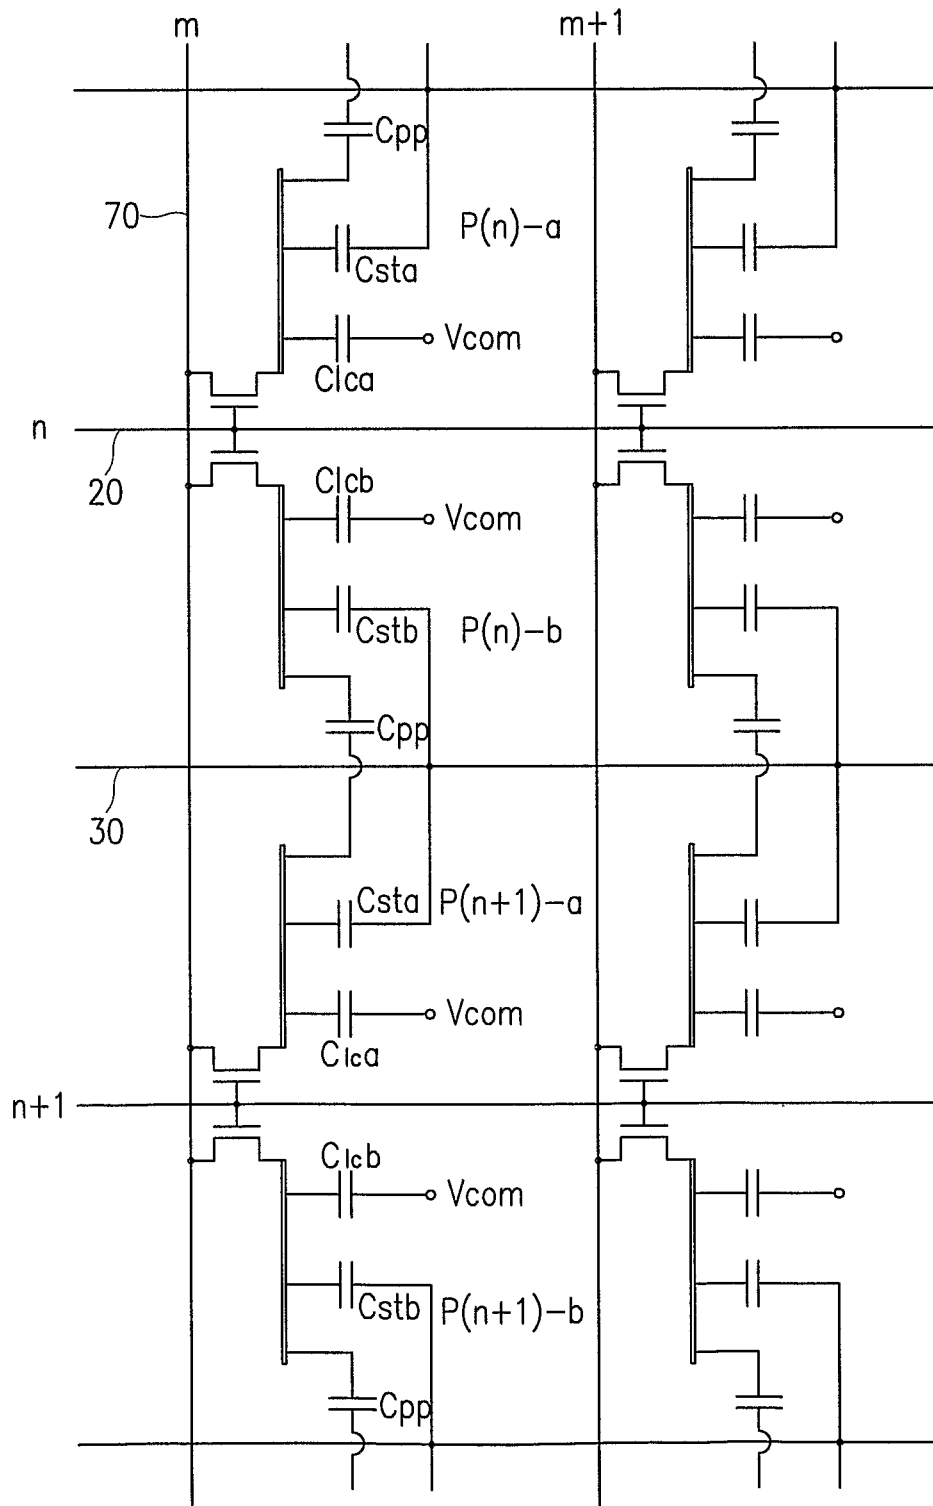 m
m+1
Cpp
70
P(n)-a
Csta
Vcom
Clca
n
20
Clcb
Vcom
Cstb
P(n)-b
Cpp
30
Csta
P(n+1)-a
Vcom
Clca
n+1
Clcb
Vcom
Cstb
P(n+1)-b
Cpp